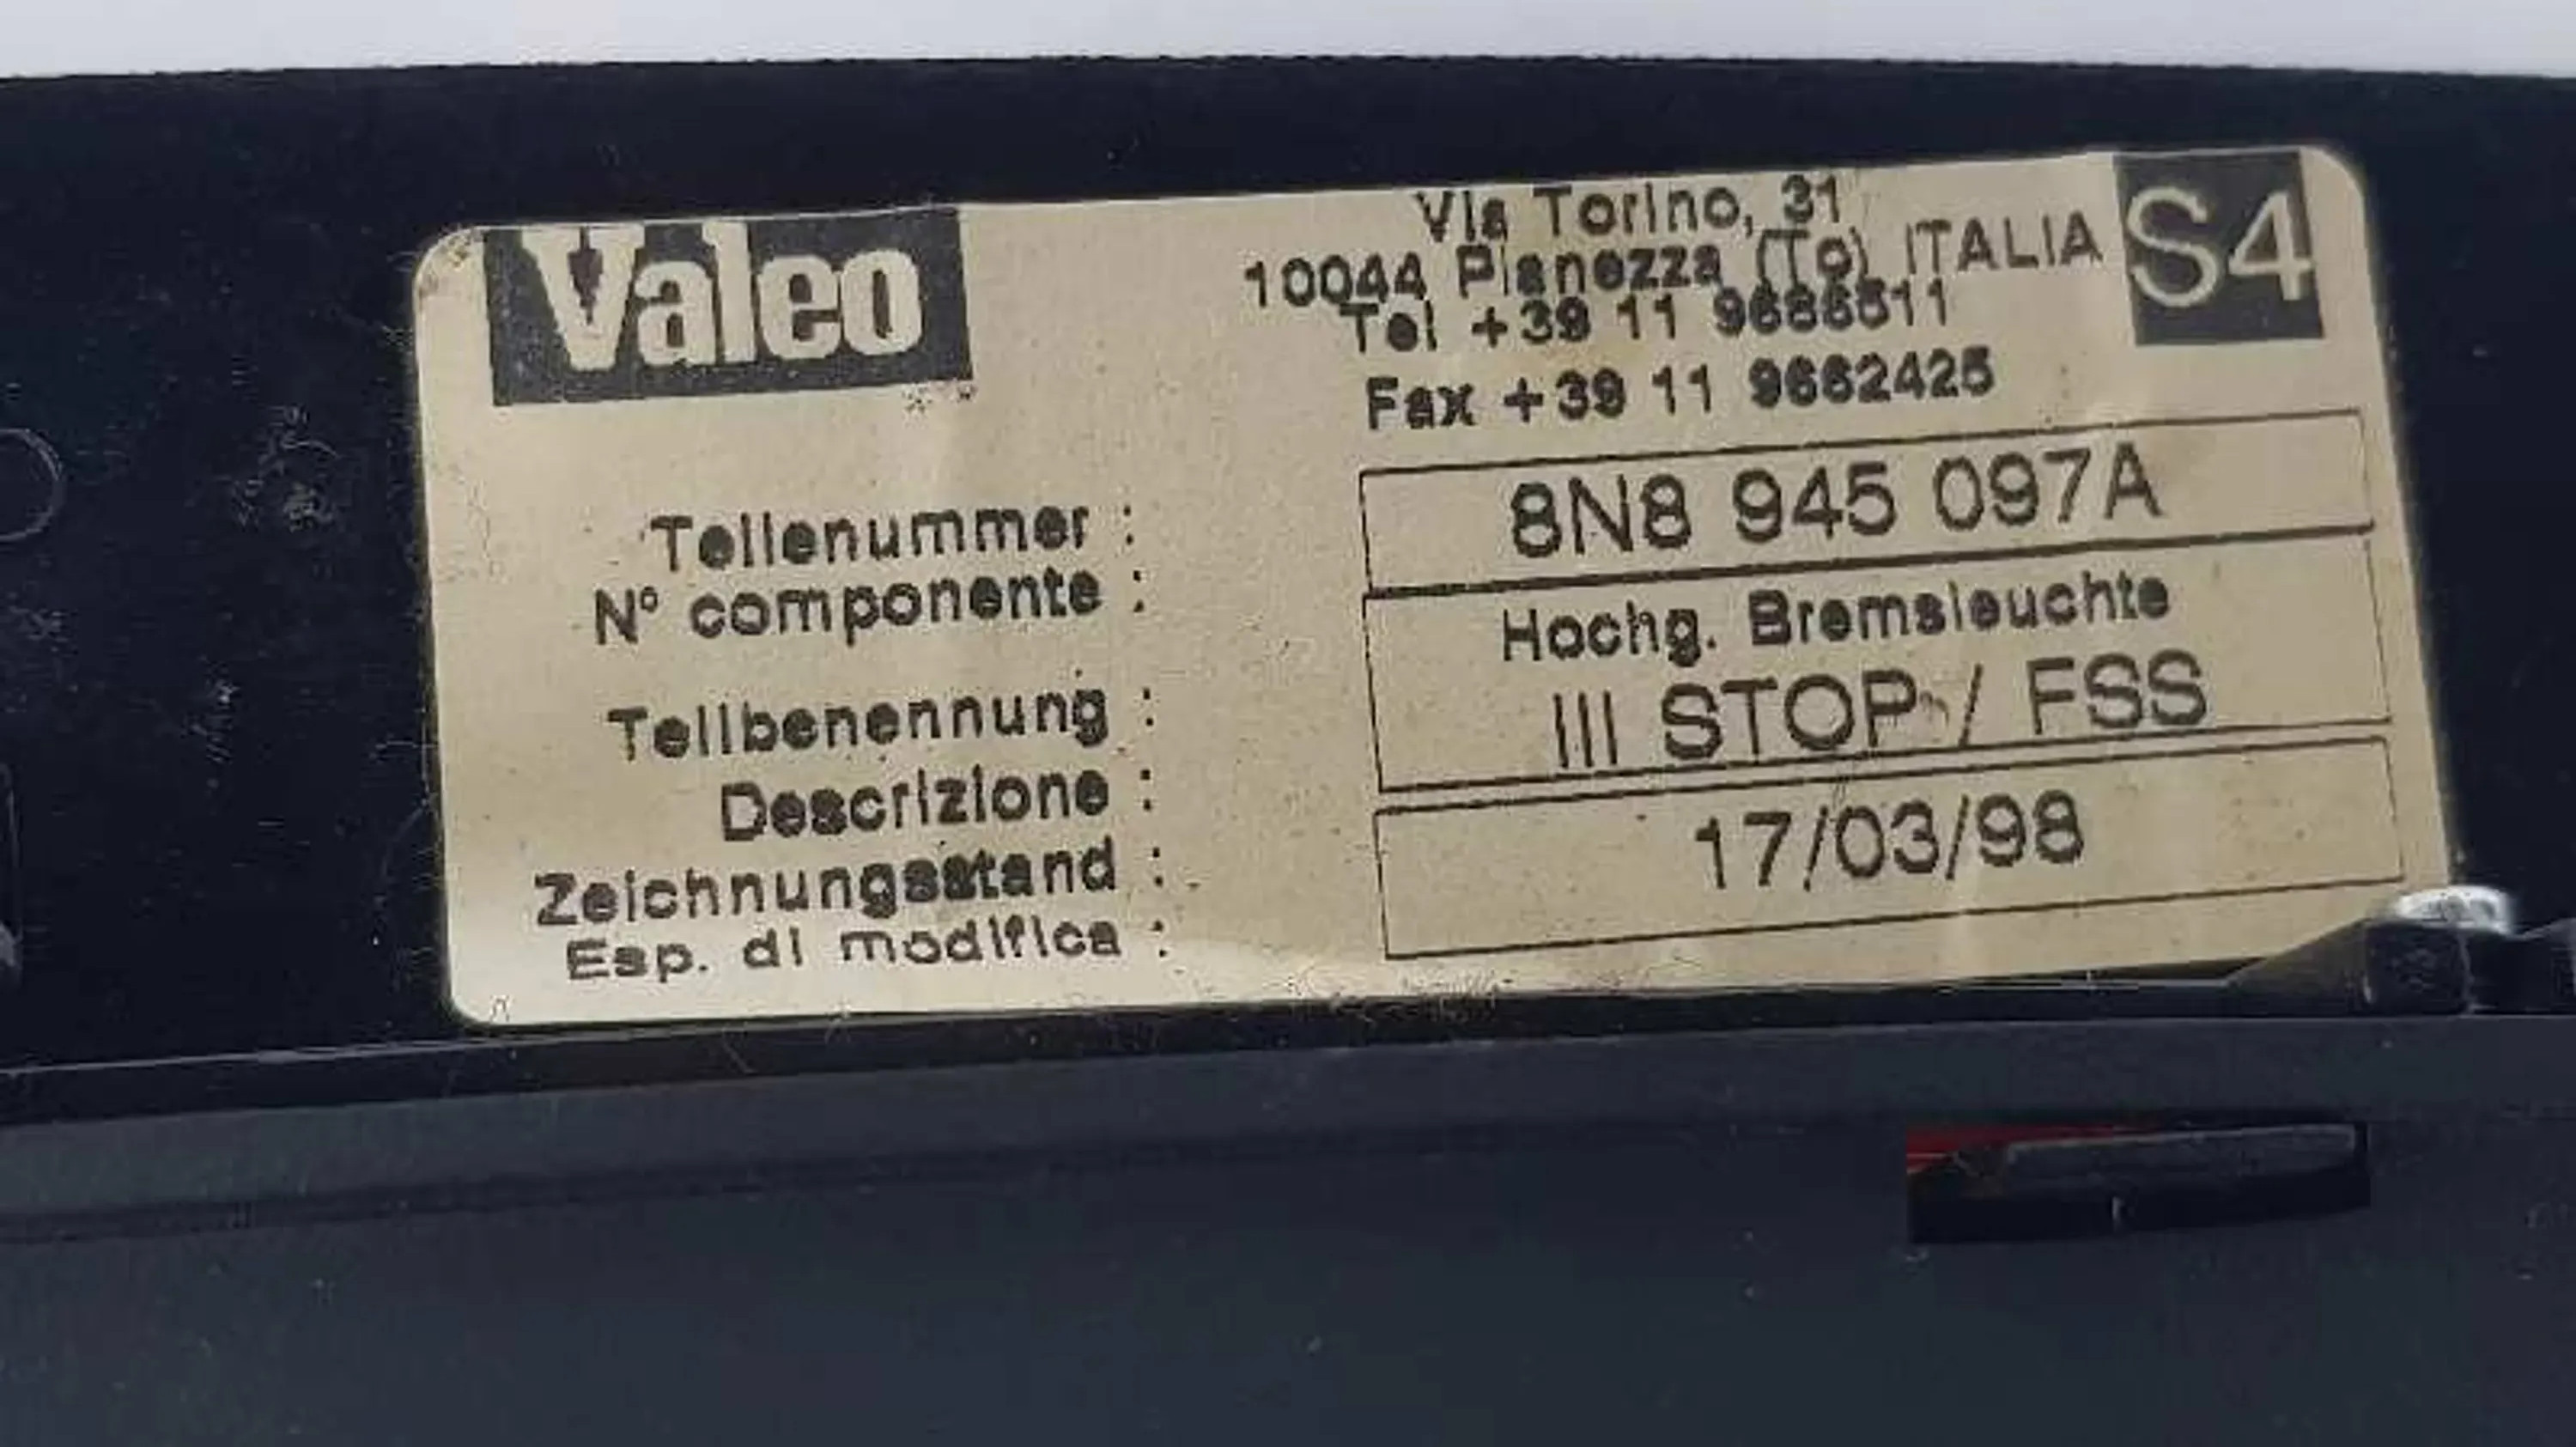 Valeo
Via Torino, 31
10044 Pianezza (To) ITALIA
S4
Tel +39 11
Fax +39 11 9662425
Teilenummer :
8N8 945 097A
N° componente :
Teilbenennung :
Hochg. Bremsleuchte
Descrizione :
III STOP / FSS
Zeichnungsstand :
17/03/98
Esp. di modifica :